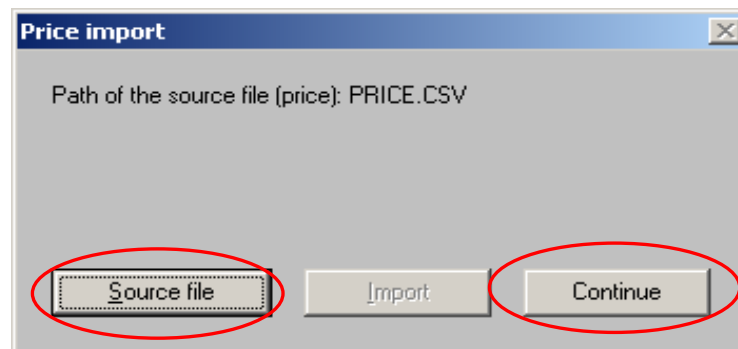 Price import
Path of the source file (price): PRICE.CSV
Source file
Import
Continue